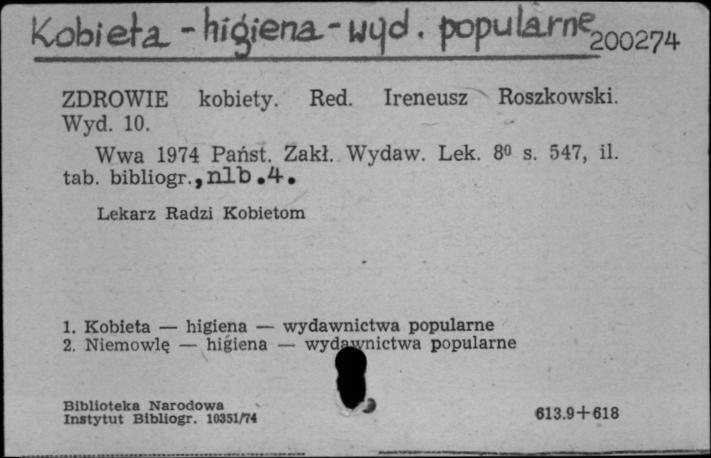 Kobieta - higiena - wyd. popularne 200274
ZDROWIE kobiety. Red. Ireneusz Roszkowski.
Wyd. 10.
Wwa 1974 Państ. Zakł. Wydaw. Lek. 8⁰ s. 547, il.
tab. bibliogr., nlb.4.
Lekarz Radzi Kobietom
1. Kobieta — higiena — wydawnictwa popularne
2. Niemowlę — higiena — wydawnictwa popularne
Biblioteka Narodowa
Instytut Bibliogr. 10351/74
613.9+618